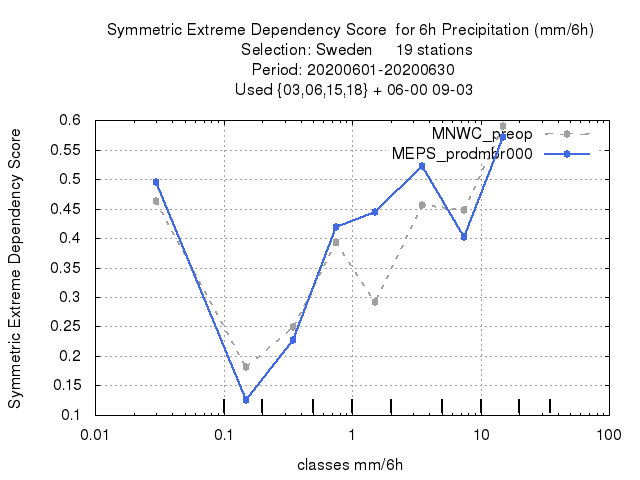 Symmetric Extreme Dependency Score  for 6h Precipitation (mm/6h)
Selection: Sweden     19 stations
Period: 20200601-20200630
Used {03,06,15,18} + 06-00 09-03
Symmetric Extreme Dependency Score
0.6
0.55
0.5
0.45
0.4
0.35
0.3
0.25
0.2
0.15
0.1
MNWC_preop
MEPS_prodmbr000
0.01 0.1 1 10 100
classes mm/6h